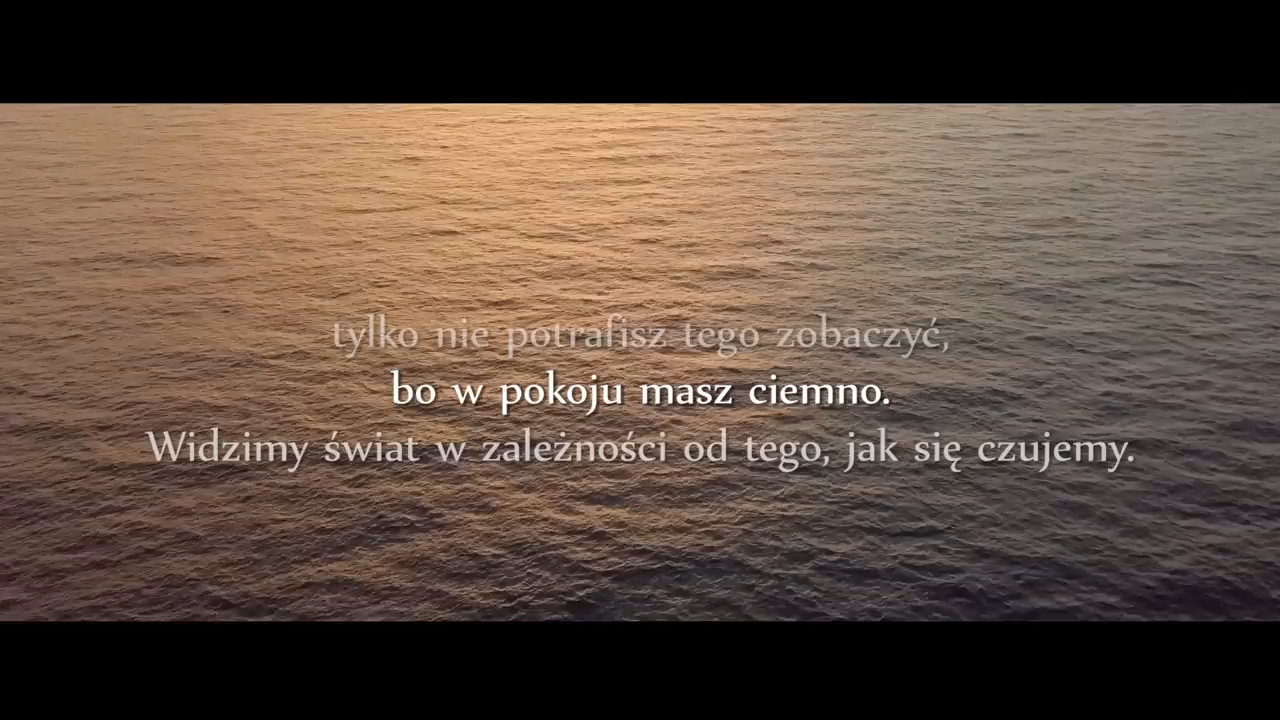 tylko nie potrafisz tego zobaczyć,
bo w pokoju masz ciemno.
Widzimy świat w zależności od tego, jak się czujemy.